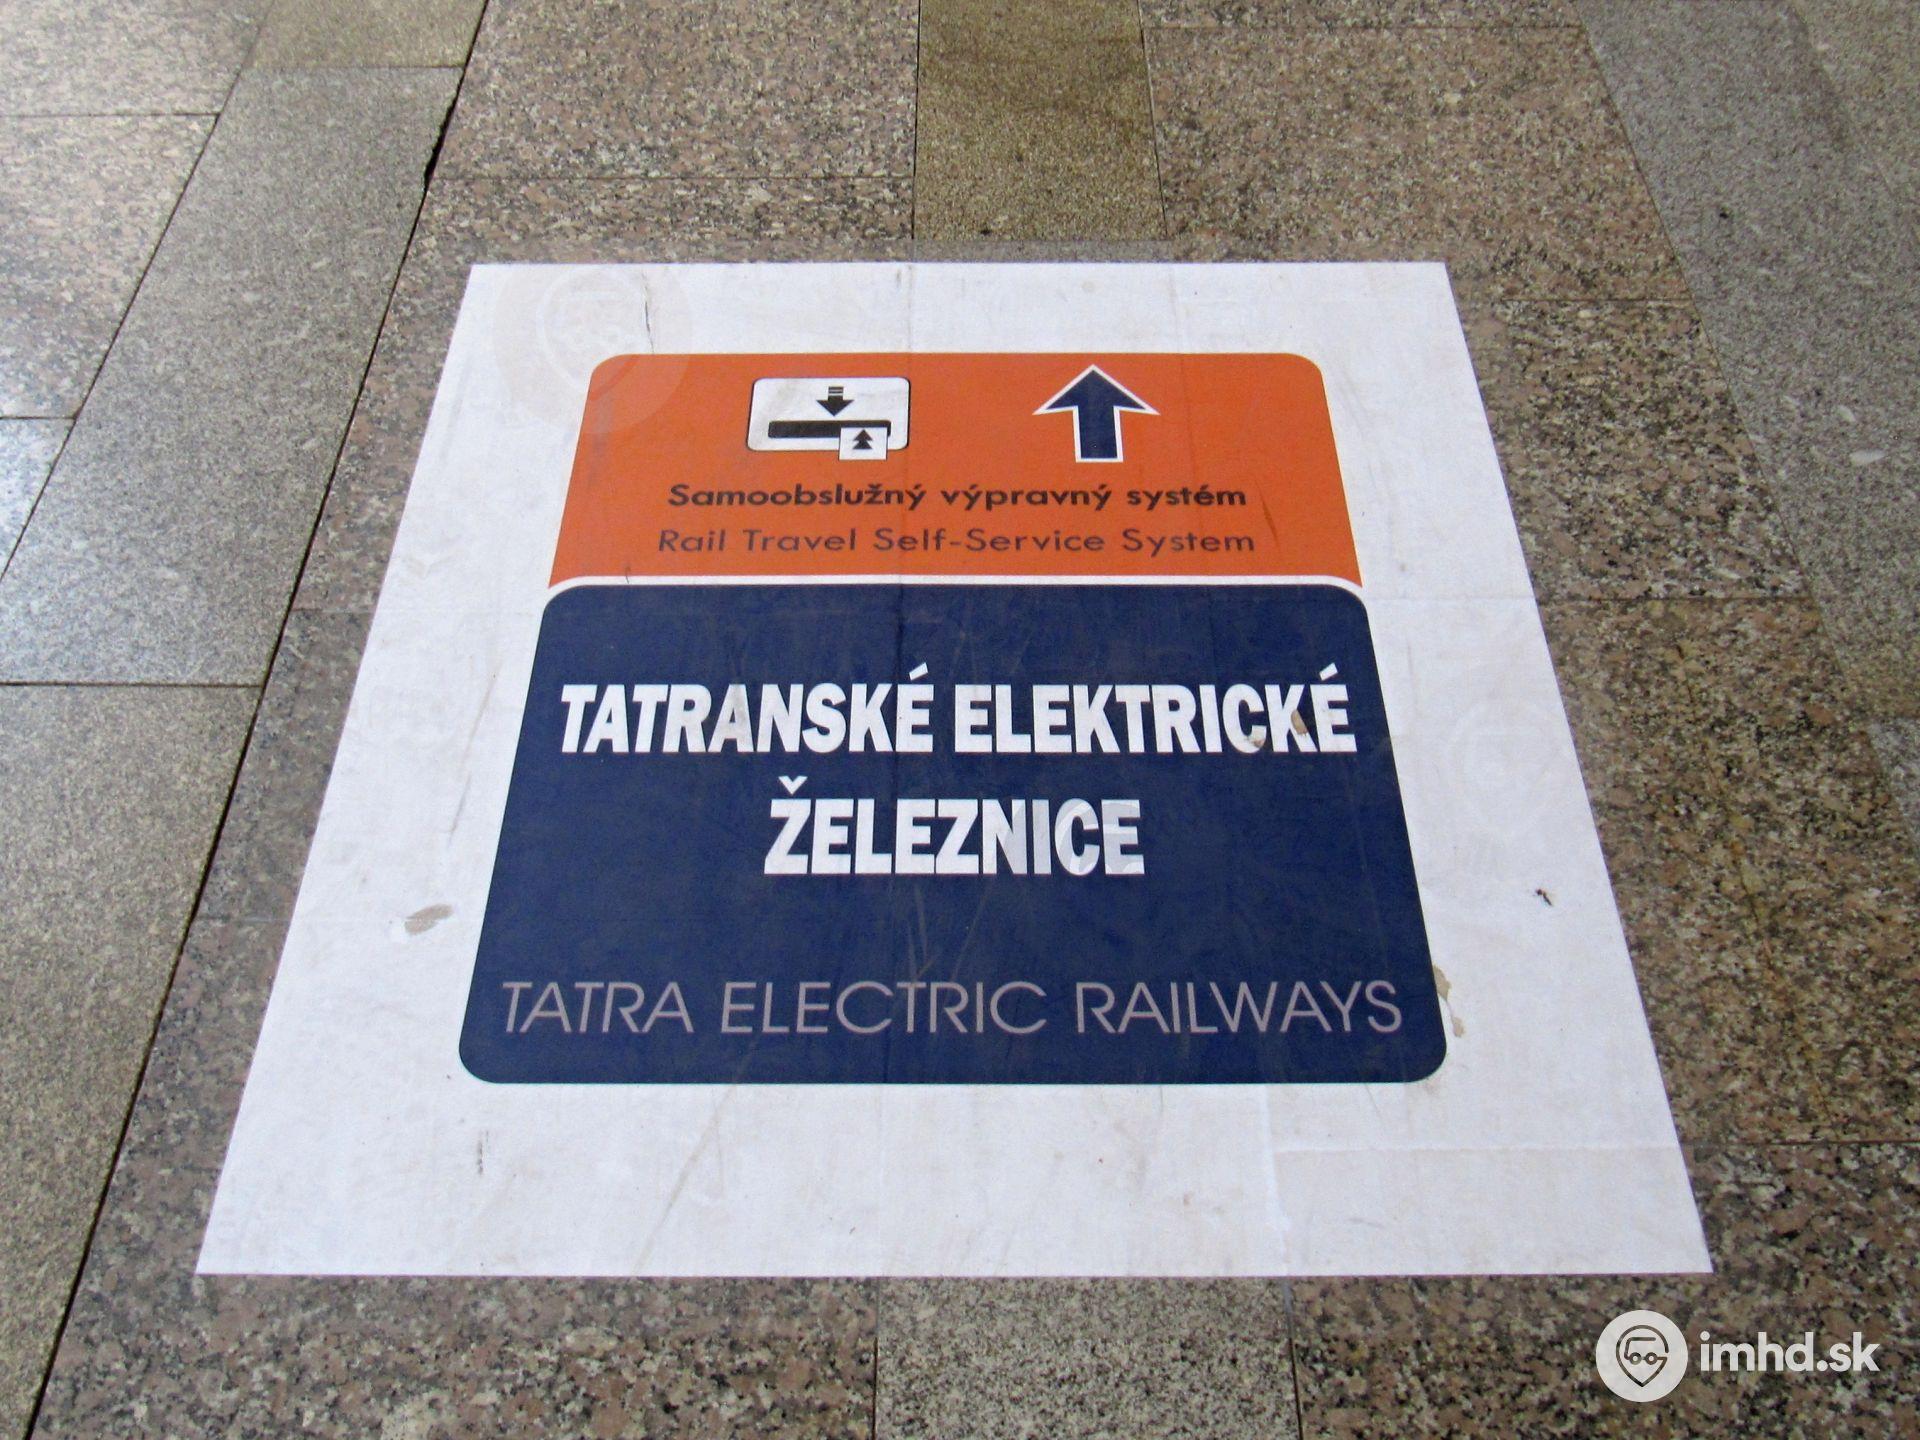 Samoobslužný výpravný systém
Rail Travel Self-Service System
TATRANSKÉ ELEKTRICKÉ
ŽELEZNICE
TATRA ELECTRIC RAILWAYS
imhd.sk